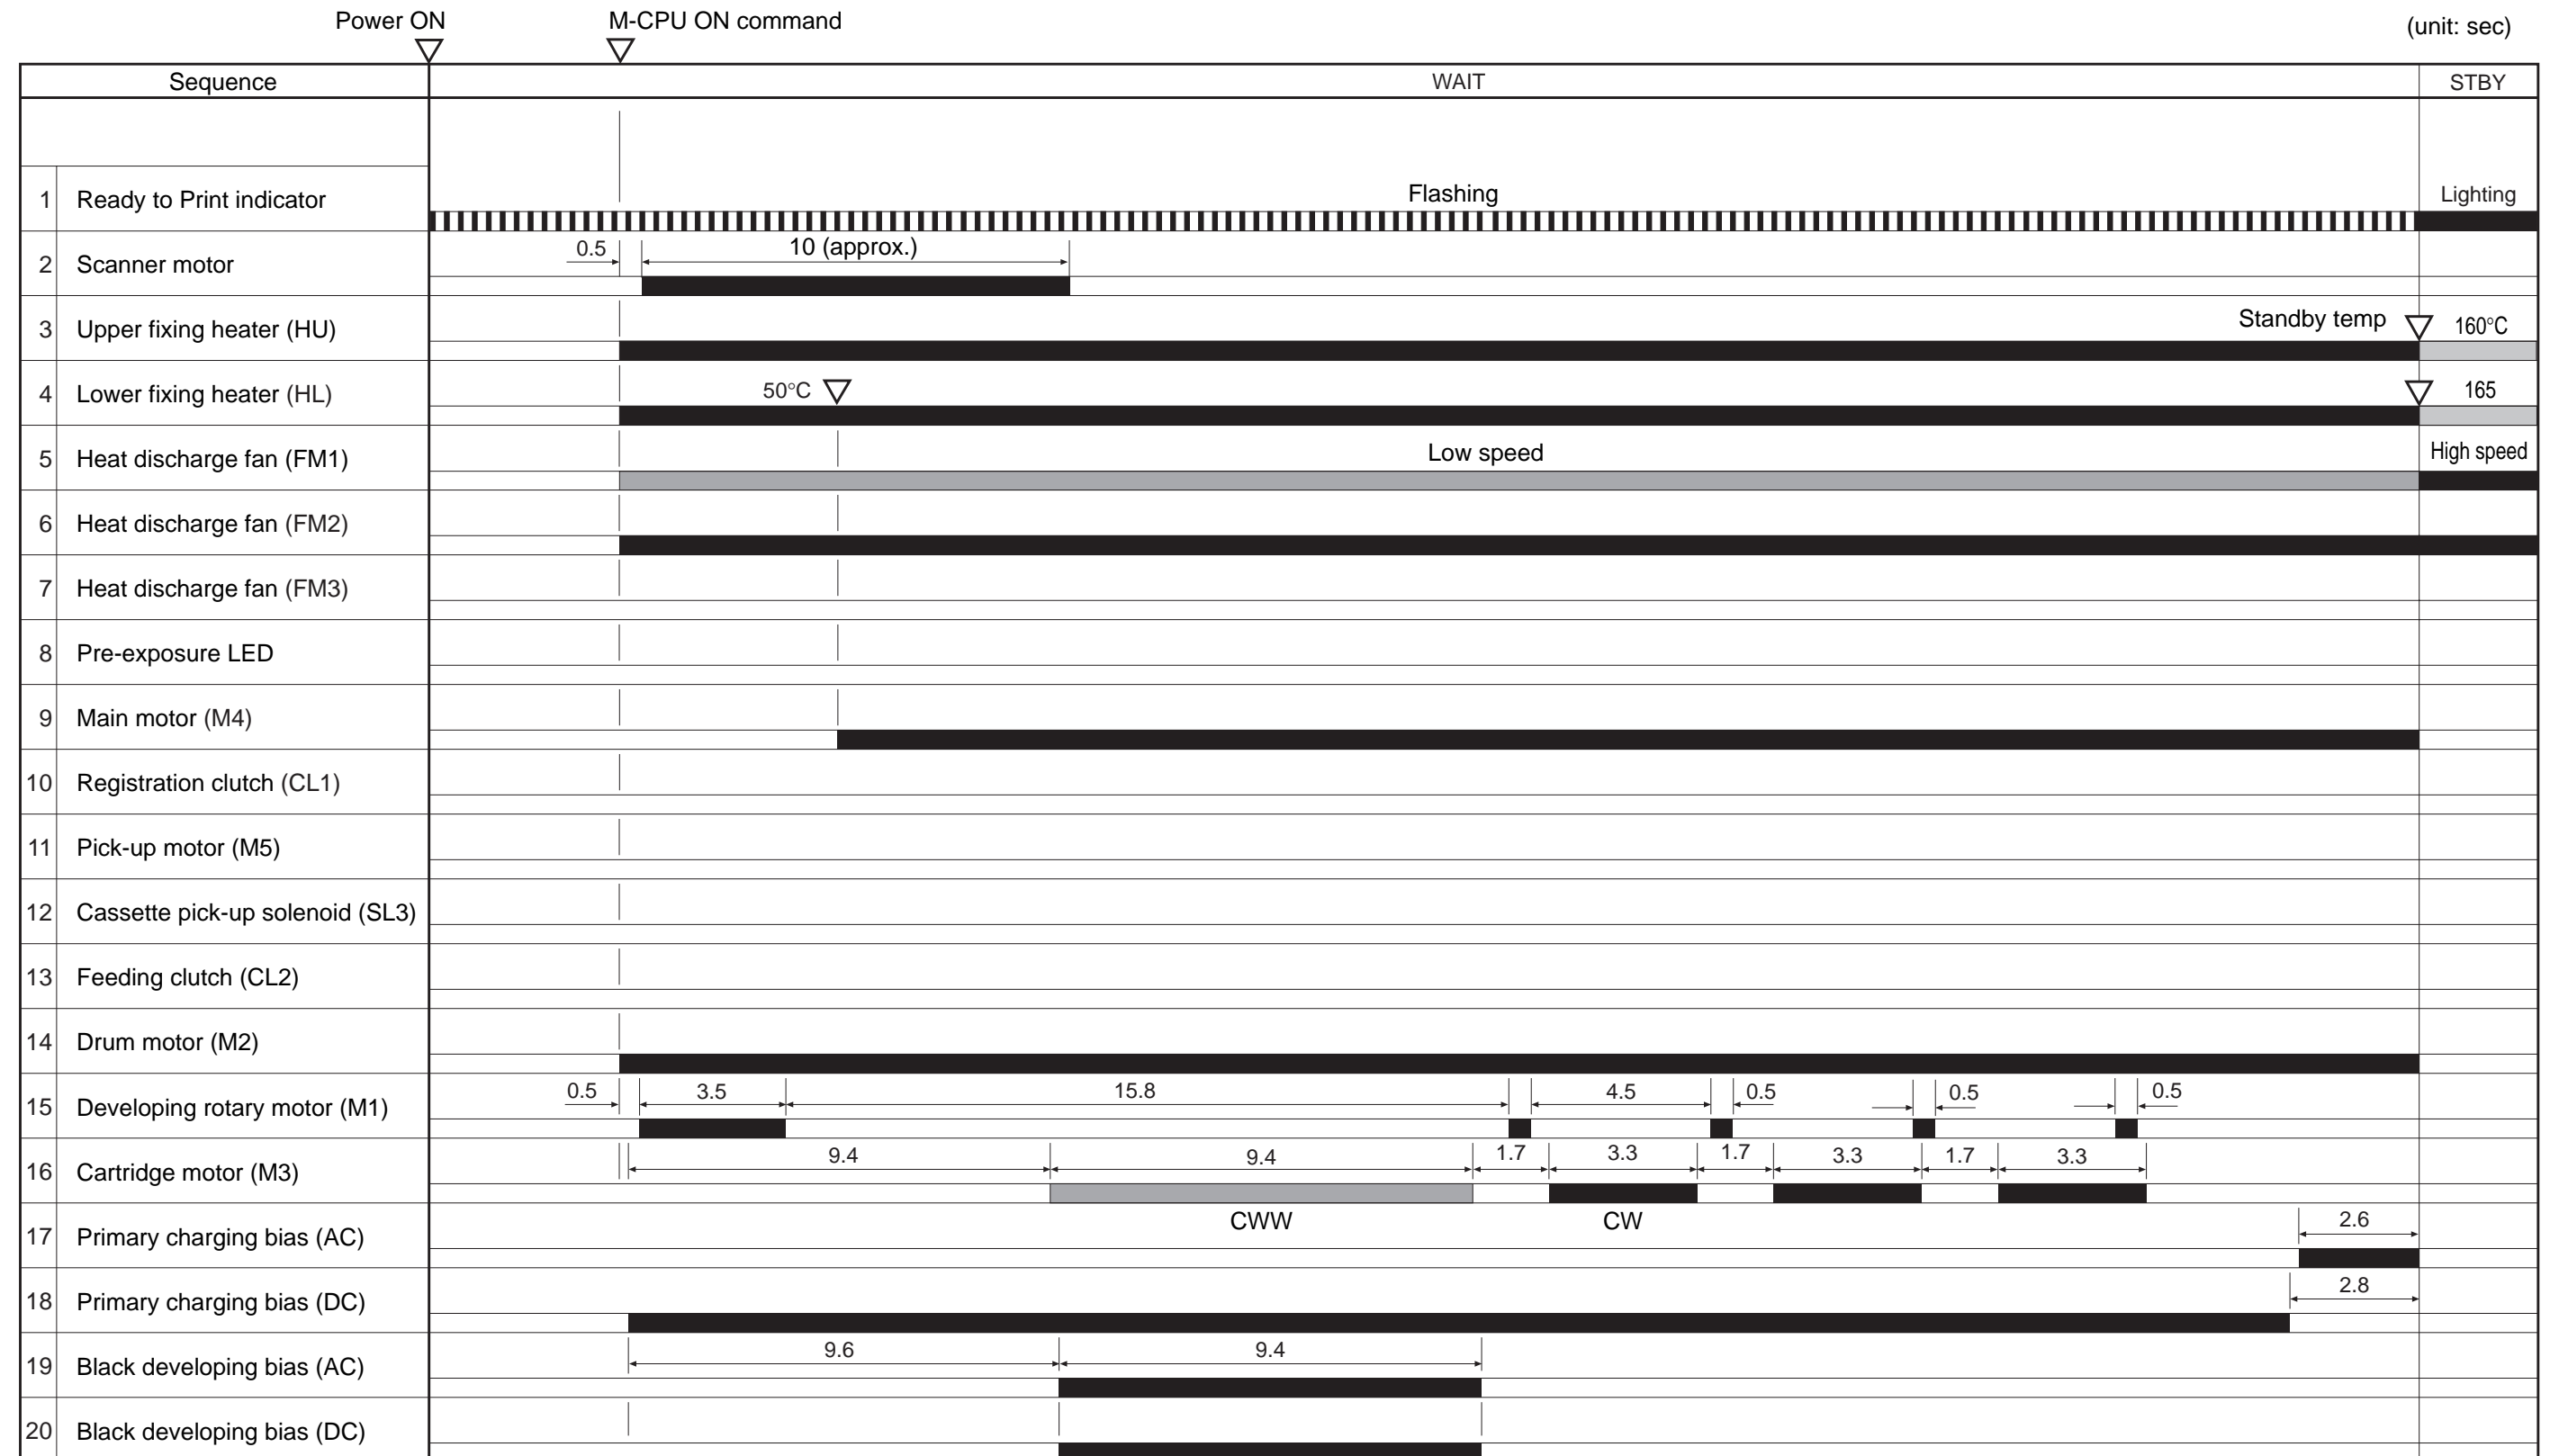 Power ON M-CPU ON command (unit: sec)
Sequence WAIT STBY
1 Ready to Print indicator Flashing Lighting
2 Scanner motor 0.5 10 (approx.)
3 Upper fixing heater (HU) Standby temp 160°C
4 Lower fixing heater (HL) 50°C 165
5 Heat discharge fan (FM1) Low speed High speed
6 Heat discharge fan (FM2)
7 Heat discharge fan (FM3)
8 Pre-exposure LED
9 Main motor (M4)
10 Registration clutch (CL1)
11 Pick-up motor (M5)
12 Cassette pick-up solenoid (SL3)
13 Feeding clutch (CL2)
14 Drum motor (M2)
15 Developing rotary motor (M1) 0.5 3.5 15.8 4.5 0.5 0.5 0.5
16 Cartridge motor (M3) 9.4 9.4 1.7 3.3 1.7 3.3 1.7 3.3
CWW CW
17 Primary charging bias (AC) 2.6
18 Primary charging bias (DC) 2.8
19 Black developing bias (AC) 9.6 9.4
20 Black developing bias (DC)